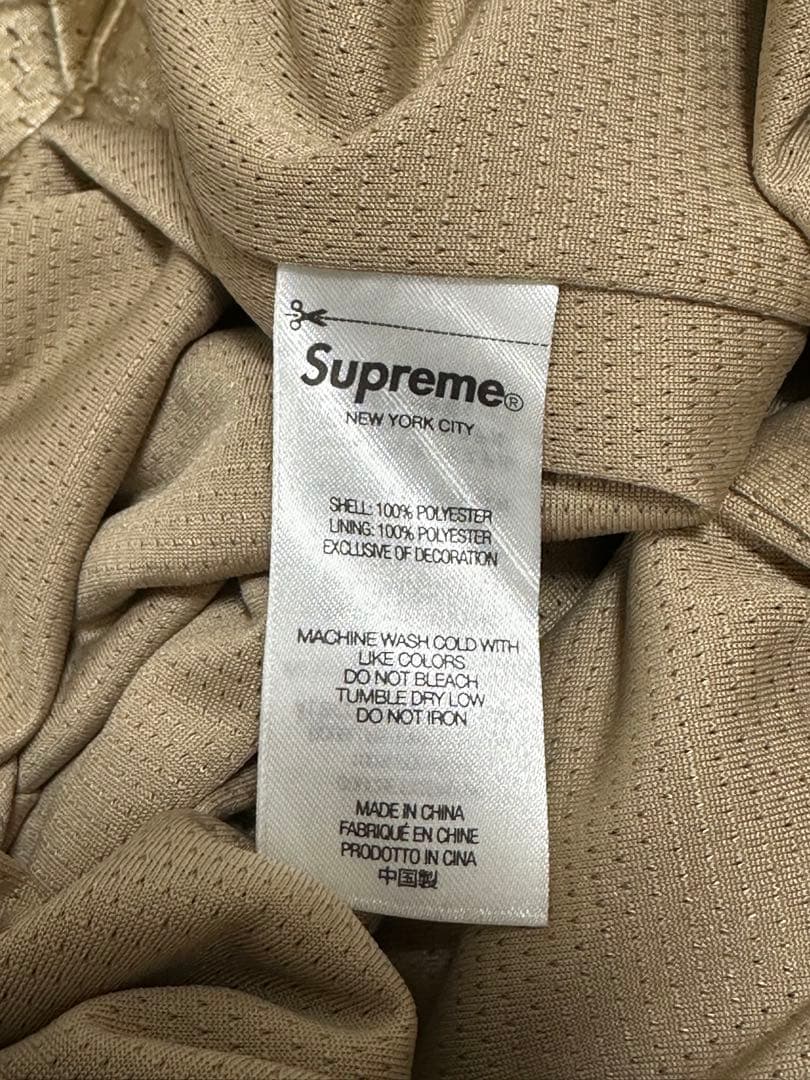 Supreme®
NEW YORK CITY
SHELL: 100% POLYESTER
LINING: 100% POLYESTER
EXCLUSIVE OF DECORATION
MACHINE WASH COLD WITH
LIKE COLORS
DO NOT BLEACH
TUMBLE DRY LOW
DO NOT IRON
MADE IN CHINA
FABRIQUÉ EN CHINE
PRODOTTO IN CINA
中国製